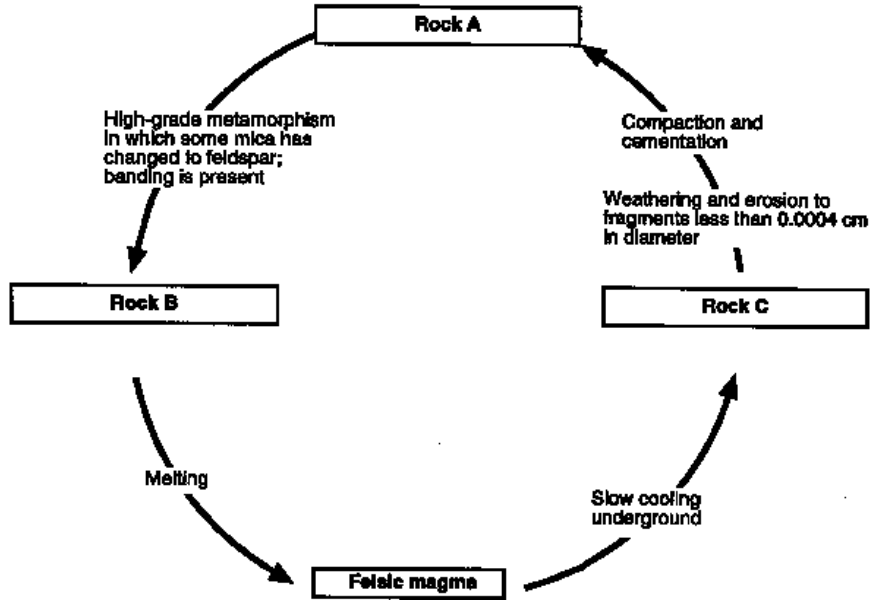 Rock A
High-grade metamorphism
in which some mica has
changed to feldspar;
banding is present
Compaction and
cementation
Weathering and erosion to
fragments less than 0.0004 cm
in diameter
Rock B
Rock C
Melting
Slow cooling
underground
Felsic magma